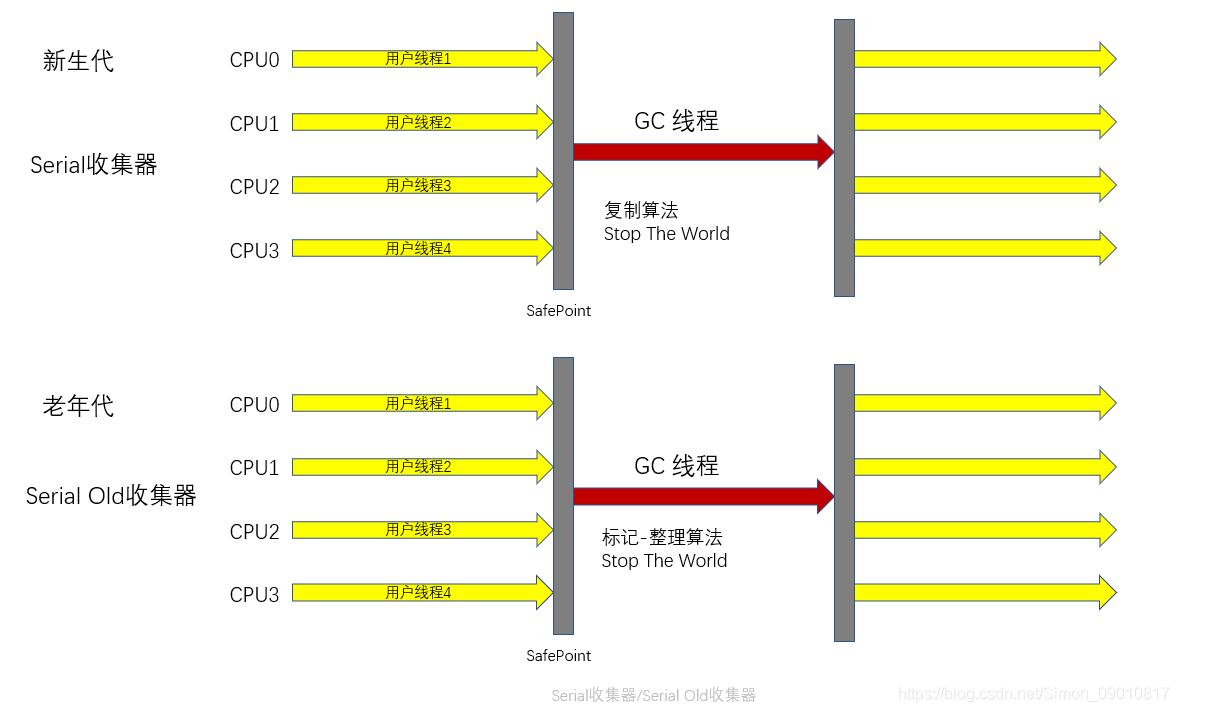 新生代
CPU0
用户线程1
CPU1
用户线程2
GC 线程
Serial收集器
CPU2
用户线程3
复制算法
Stop The World
CPU3
用户线程4
SafePoint
老年代
CPU0
用户线程1
CPU1
用户线程2
GC 线程
Serial Old收集器
CPU2
用户线程3
标记-整理算法
Stop The World
CPU3
用户线程4
SafePoint
Serial收集器/Serial Old收集器
https://blog.csdn.net/Simon_09010817